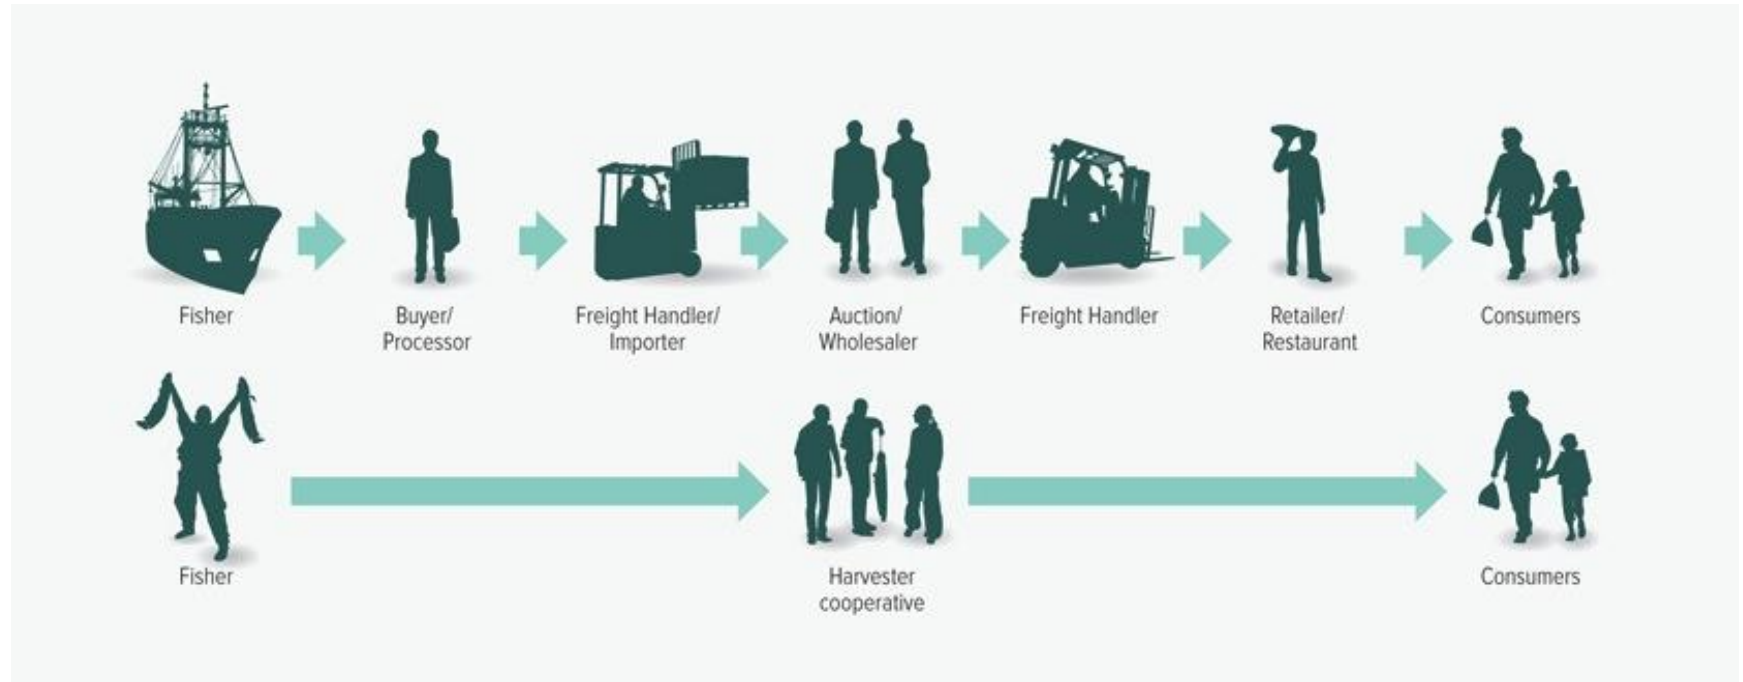 Fisher
Buyer/
Processor
Freight Handler/
Importer
Auction/
Wholesaler
Freight Handler
Retailer/
Restaurant
Consumers
Fisher
Harvester
cooperative
Consumers